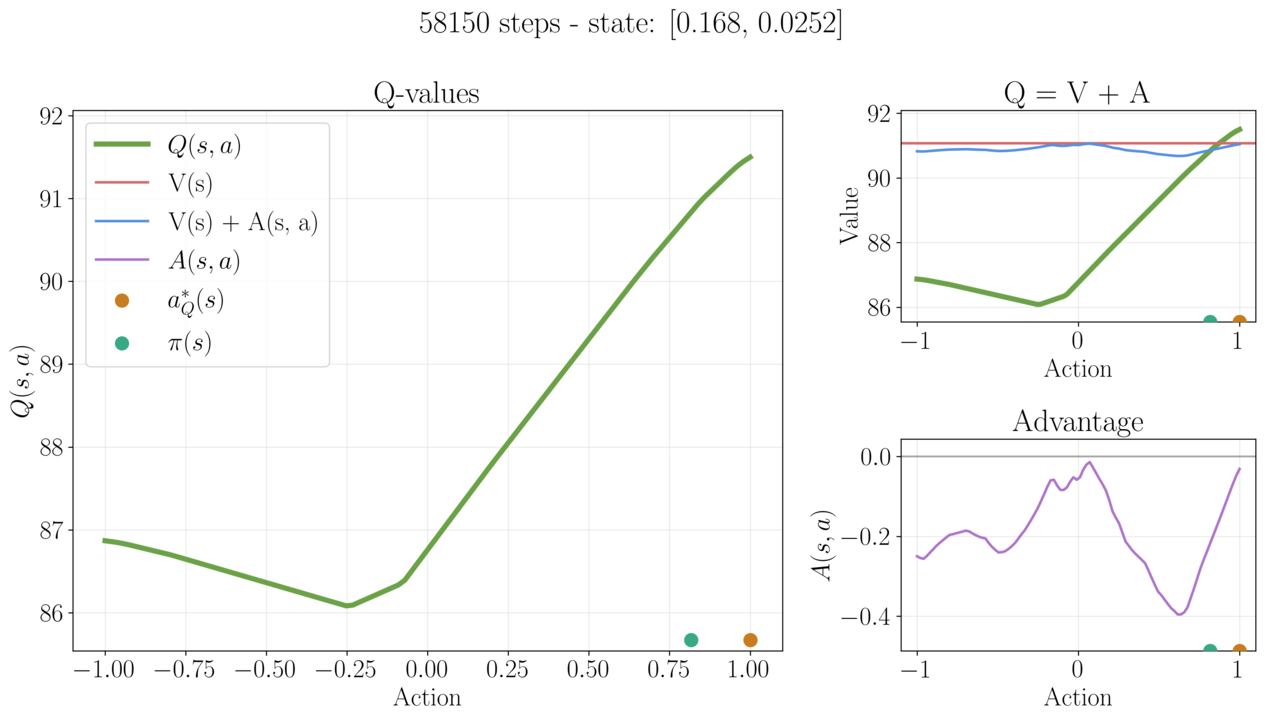 58150 steps - state: [0.168, 0.0252]
Q-values
92
91
90
89
88
87
86
Q(s, a)
Q(s, a)
V(s)
V(s) + A(s, a)
A(s, a)
a*_Q(s)
π(s)
−1.00 −0.75 −0.50 −0.25 0.00 0.25 0.50 0.75 1.00
Action
Q = V + A
92
90
88
86
Value
−1 0 1
Action
Advantage
0.0
−0.2
−0.4
A(s, a)
−1 0 1
Action